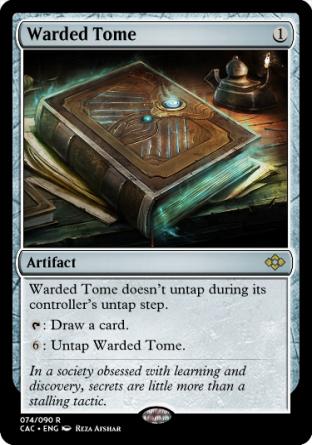 Warded Tome 1
Artifact
Warded Tome doesn't untap during its
controller's untap step.
: Draw a card.
6: Untap Warded Tome.
In a society obsessed with learning and
discovery, secrets are little more than a
stalling tactic.
074/090 R
CAC • ENG Reza Afshar